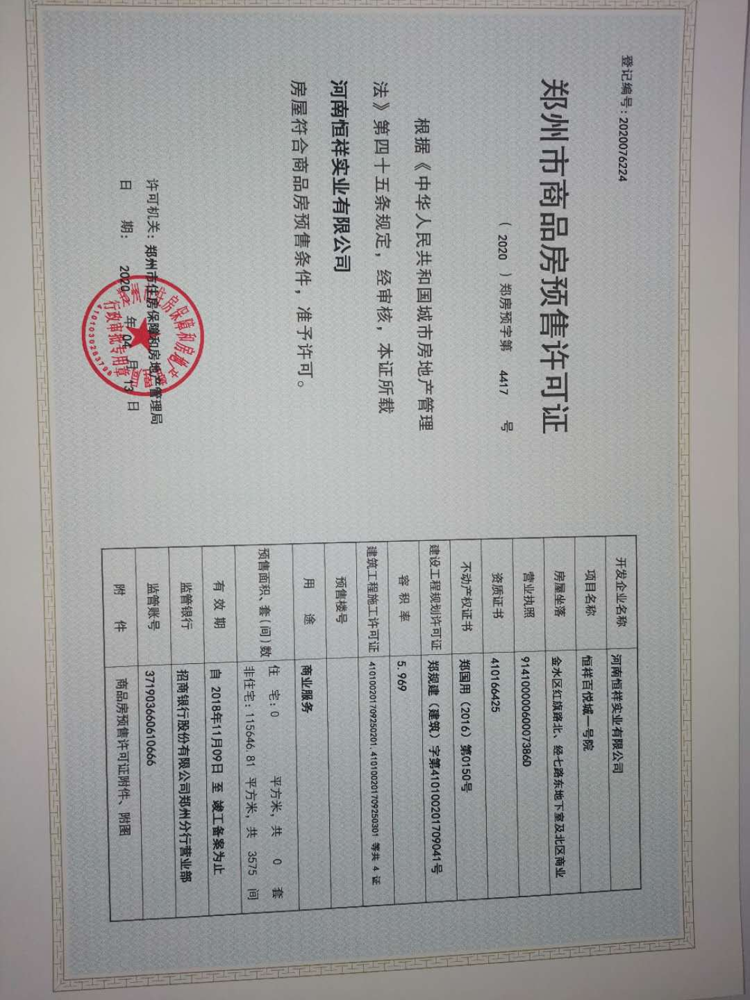 登记编号：2020076224
郑州市商品房预售许可证
（ 2020 ）郑房预字第 4417 号
根据《中华人民共和国城市房地产管理
法》第四十五条规定，经审核，本证所载
河南恒祥实业有限公司
房屋符合商品房预售条件，准予许可。
许可机关：郑州市住房保障和房地产管理局
日 期： 2020 年 04 月 13 日
行政审批专用章
开发企业名称 河南恒祥实业有限公司
项目名称 恒祥百悦城一号院
房屋坐落 金水区红旗路北、经七路东地下室及北区商业
营业执照 91410000060007386D
资质证书 410166425
不动产权证书 郑国用（2016）第0150号
建设工程规划许可证 郑规建（建筑）字第410100201709041号
容 积 率 5.969
建筑工程施工许可证 410100201709250201,410100201709250301 等共 4 证
预售楼号
用 途 商业服务
预售面积、套(间)数 住 宅：0 平方米，共 0 套
非住宅：115646.81 平方米，共 3575 间
有 效 期 自 2018年11月09日 至 竣工备案为止
监管银行 招商银行股份有限公司郑州分行营业部
监管账号 371903660610666
附 件 商品房预售许可证附件、附图